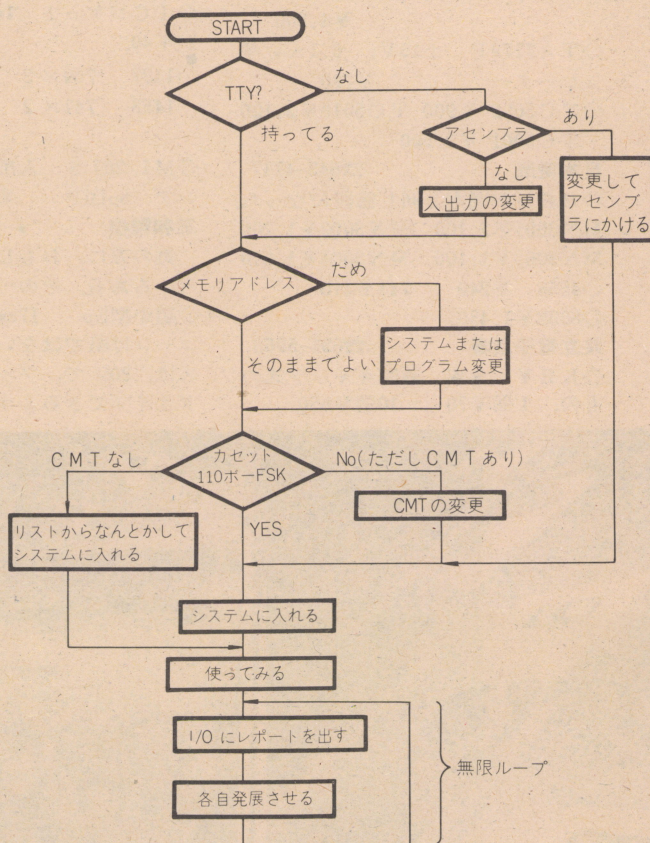 START
TTY?
なし
持ってる
アセンブラ
あり
なし
入出力の変更
変更して
アセンブ
ラにかける
メモリアドレス
だめ
そのままでよい
システムまたは
プログラム変更
カセット
110ボーFSK
CMTなし
No(ただしCMTあり)
リストからなんとかして
システムに入れる
CMTの変更
YES
システムに入れる
使ってみる
I/Oにレポートを出す
各自発展させる
無限ループ